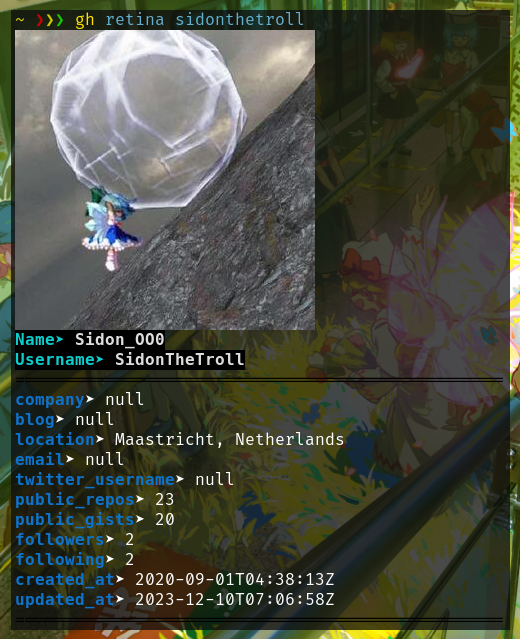 ~ ❯❯❯ gh retina sidonthetroll
Name➤ Sidon_OO0
Username➤ SidonTheTroll
company➤ null
blog➤ null
location➤ Maastricht, Netherlands
email➤ null
twitter_username➤ null
public_repos➤ 23
public_gists➤ 20
followers➤ 2
following➤ 2
created_at➤ 2020-09-01T04:38:13Z
updated_at➤ 2023-12-10T07:06:58Z